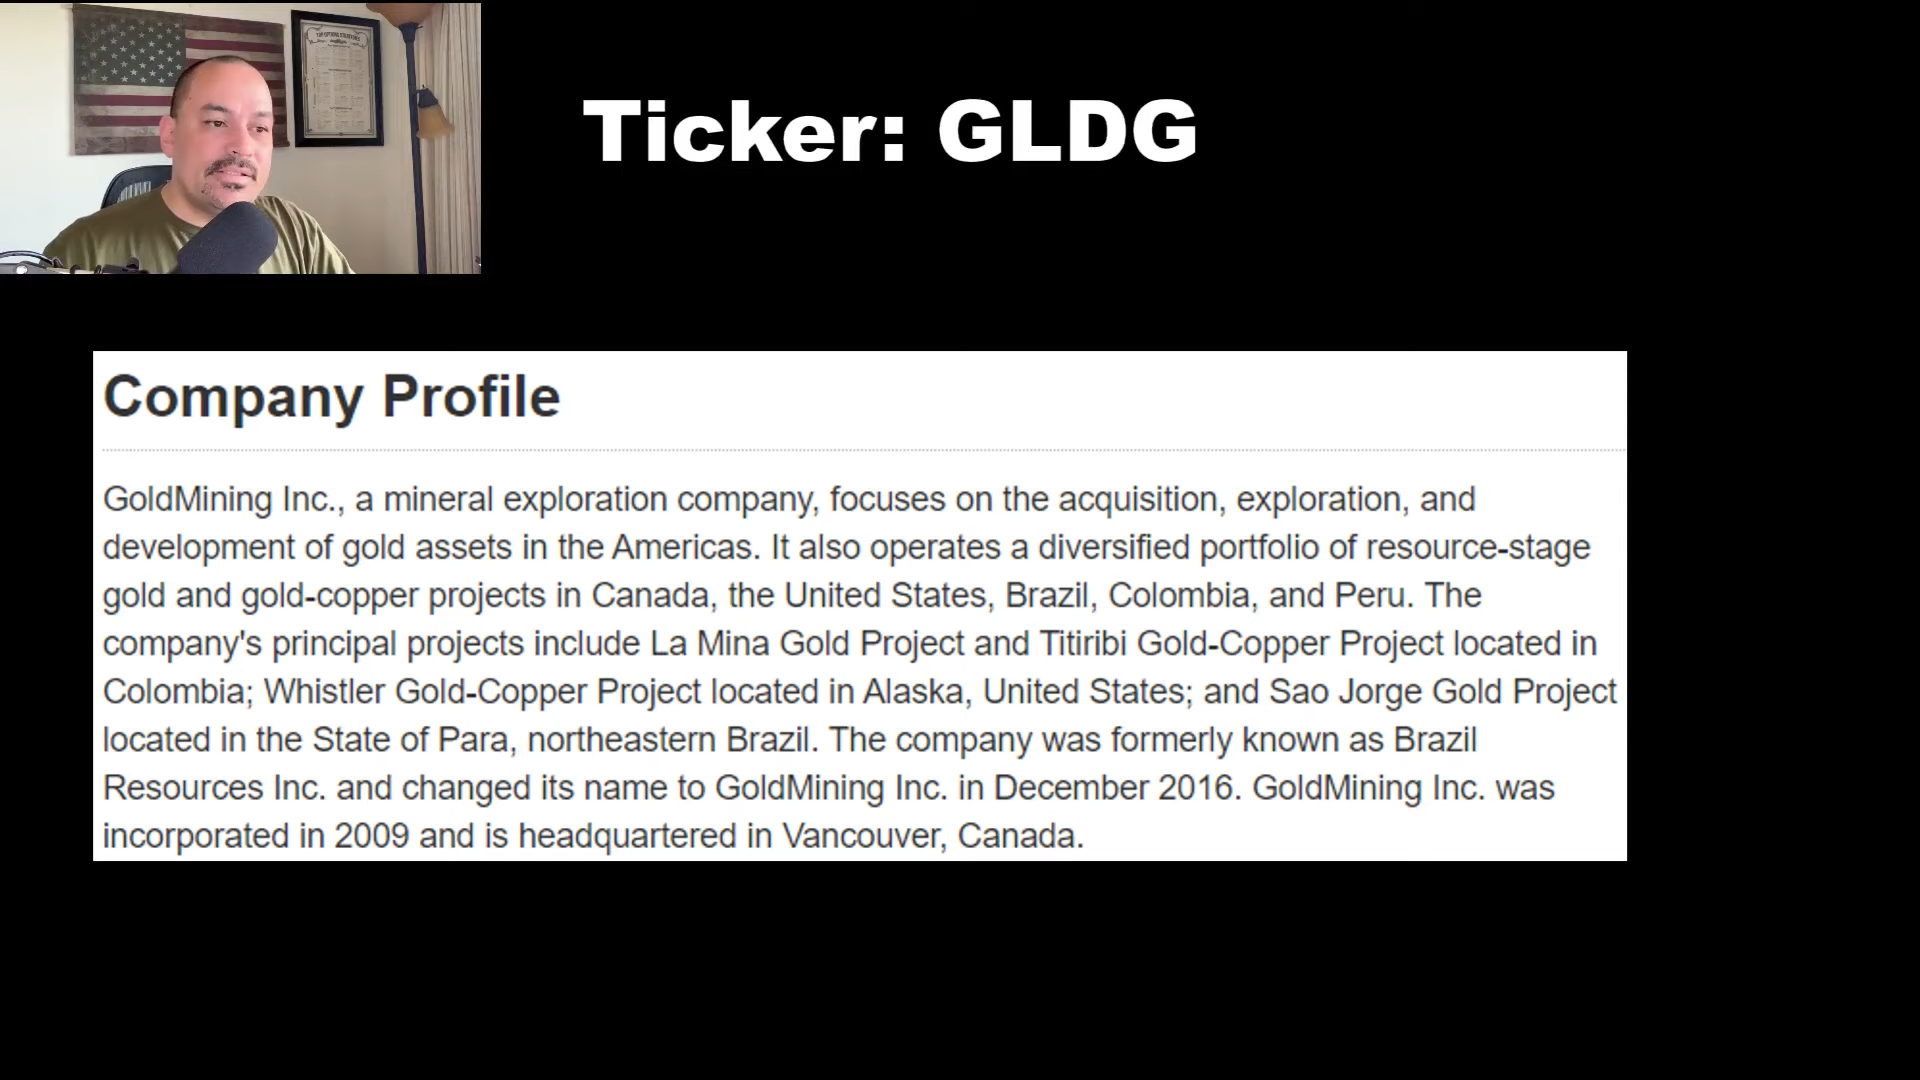 TOP OPTIONS STRATEGIES
Ticker: GLDG
Company Profile
GoldMining Inc., a mineral exploration company, focuses on the acquisition, exploration, and
development of gold assets in the Americas. It also operates a diversified portfolio of resource-stage
gold and gold-copper projects in Canada, the United States, Brazil, Colombia, and Peru. The
company's principal projects include La Mina Gold Project and Titiribi Gold-Copper Project located in
Colombia; Whistler Gold-Copper Project located in Alaska, United States; and Sao Jorge Gold Project
located in the State of Para, northeastern Brazil. The company was formerly known as Brazil
Resources Inc. and changed its name to GoldMining Inc. in December 2016. GoldMining Inc. was
incorporated in 2009 and is headquartered in Vancouver, Canada.